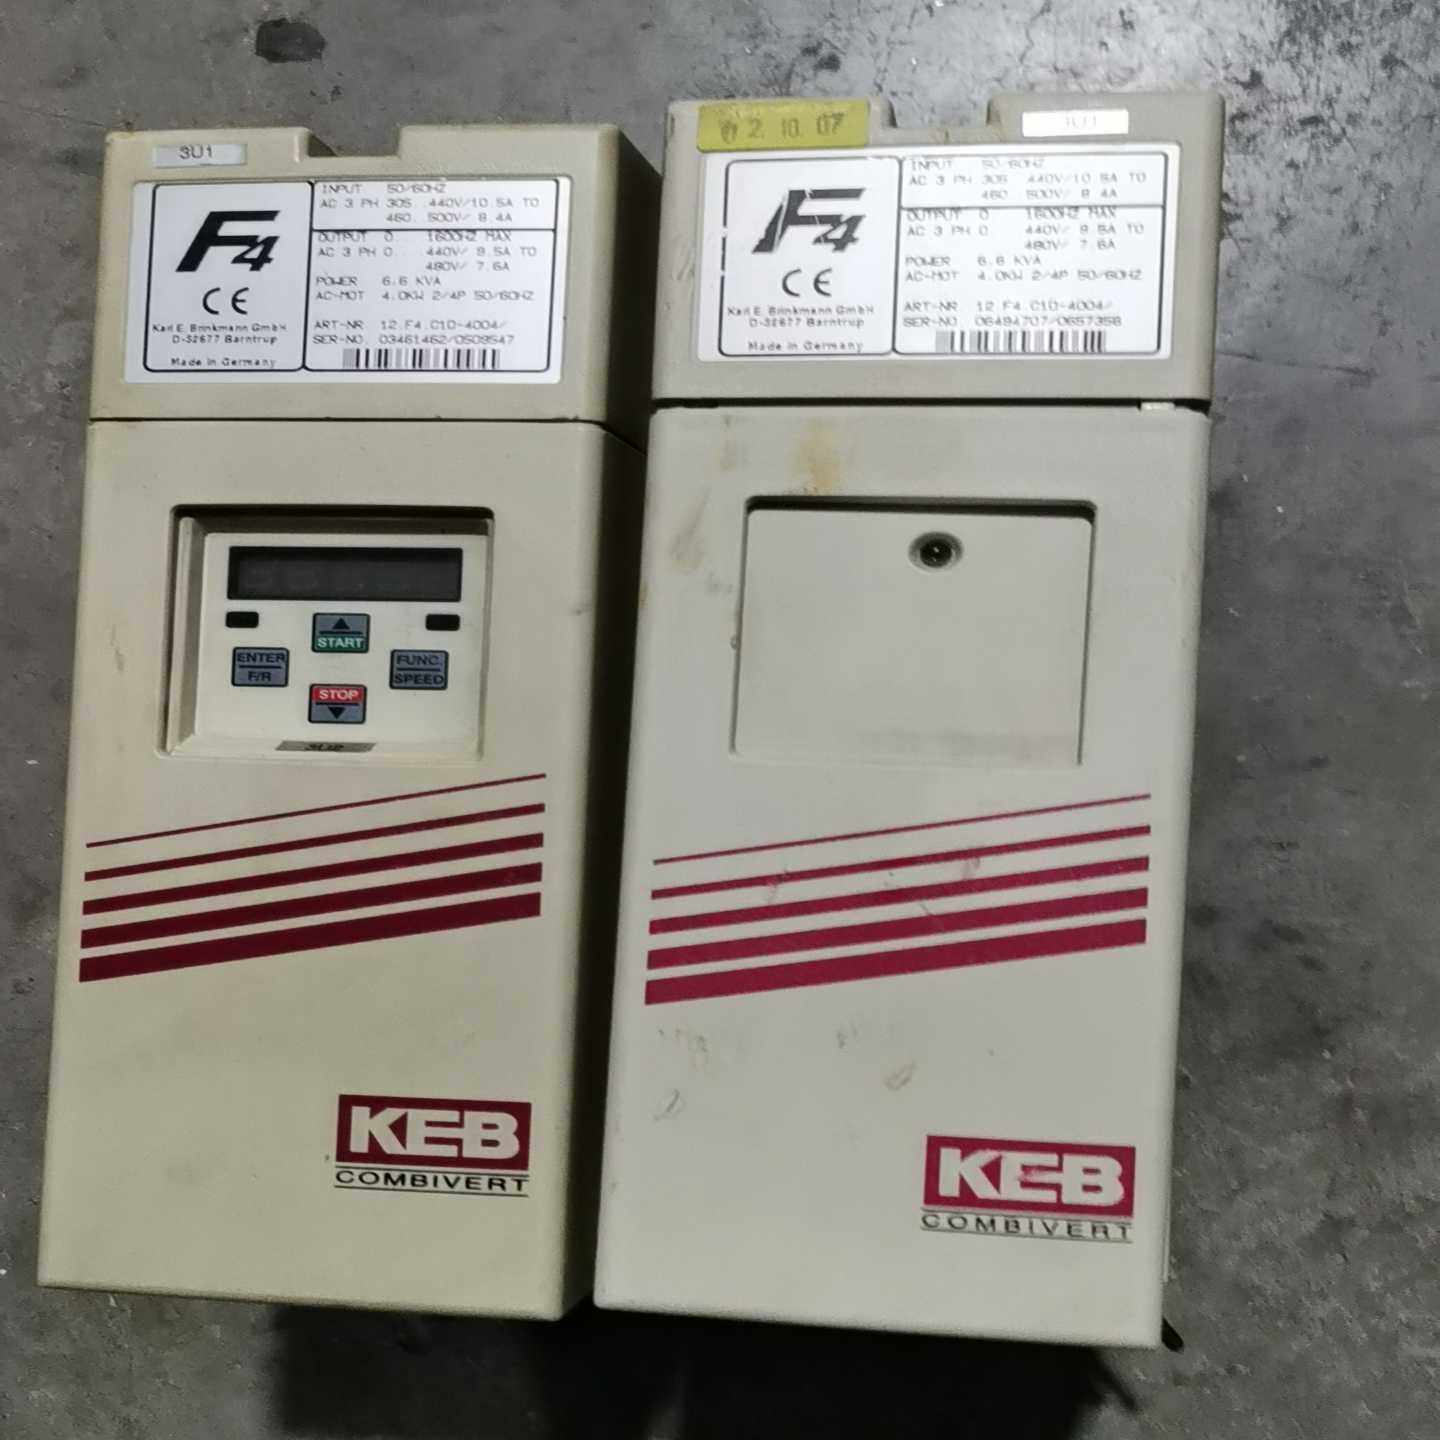 3U1
F4
CE
Karl E. Brinkmann GmbH
D-32677 Barntrup
Made in Germany
INPUT 50/60HZ
AC 3 PH 305..440V/10.5A TO
460..500V/ 8.4A
OUTPUT 0... 1600HZ MAX
AC 3 PH 0... 440V/ 9.5A TO
480V/ 7.6A
POWER 6.6 KVA
AC-MOT 4.0KW 2/4P 50/60HZ
ART-NR 12.F4.C1D-4004/
SER-NO. 03461462/0509547
START
ENTER
F/R
FUNC.
SPEED
STOP
3U2
KEB
COMBIVERT
2. 10. 07
3U1
F4
CE
Karl E. Brinkmann GmbH
D-32677 Barntrup
Made in Germany
INPUT 50/60HZ
AC 3 PH 305 440V/10.5A TO
460 500V/ 8.4A
OUTPUT 0 1600HZ MAX
AC 3 PH 0 440V/ 9.5A TO
480V/ 7.6A
POWER 6.6 KVA
AC-MOT 4.0KW 2/4P 50/60HZ
ART-NR 12.F4.C1D-4004/
SER-NO. 06494707/0657358
KEB
COMBIVERT